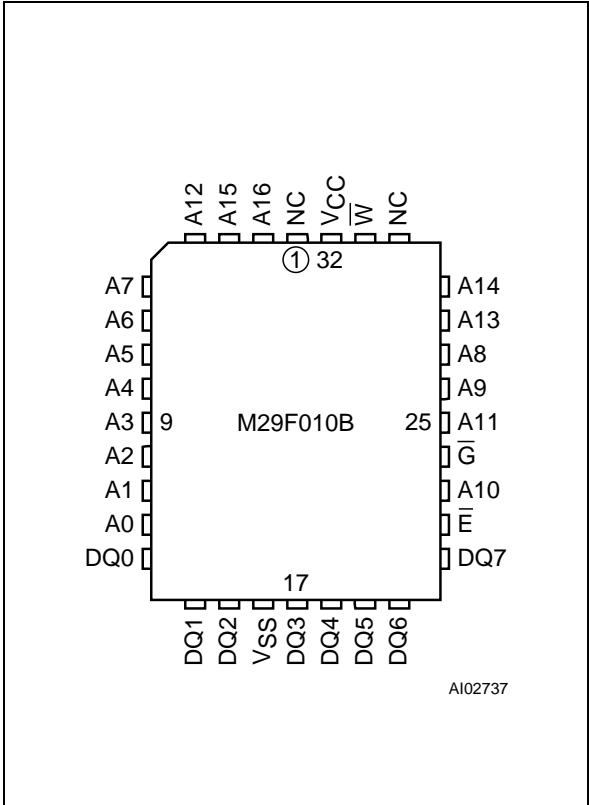 A12 A15 A16 NC VCC W̅ NC
① 32
A7 A14
A6 A13
A5 A8
A4 A9
A3 9 M29F010B 25 A11
A2 G̅
A1 A10
A0 E̅
DQ0 DQ7
17
DQ1 DQ2 VSS DQ3 DQ4 DQ5 DQ6
AI02737